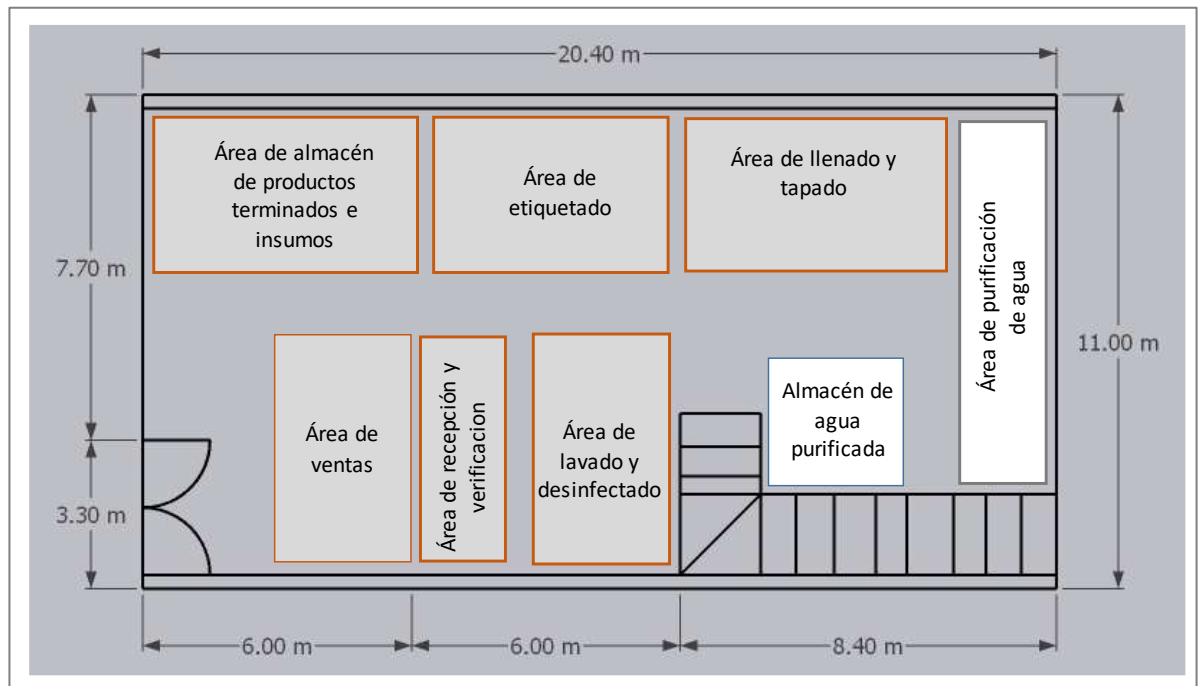 20.40 m
Área de almacén
de productos
terminados e
insumos
Área de
etiquetado
Área de llenado y
tapado
Área de purificación
de agua
7.70 m
11.00 m
Área de
ventas
Área de recepción y
verificacion
Área de
lavado y
desinfectado
Almacén de
agua
purificada
3.30 m
6.00 m
6.00 m
8.40 m